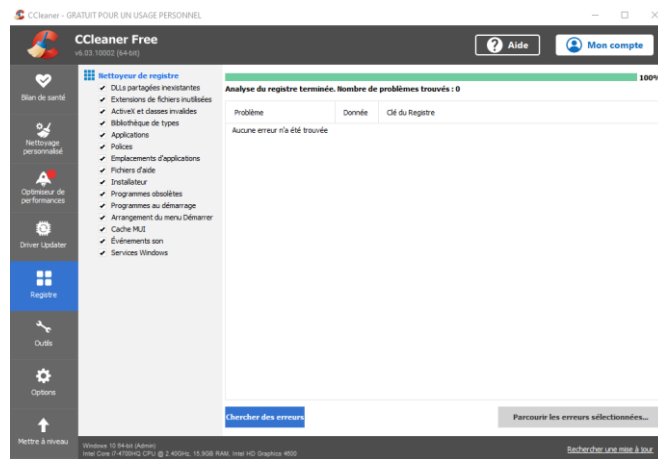 CCleaner - GRATUIT POUR UN USAGE PERSONNEL
CCleaner Free
v6.03.10002 (64-bit)
Aide
Mon compte
Bilan de santé
Nettoyage
personnalisé
Optimiseur de
performances
Driver Updater
Registre
Outils
Options
Mettre à niveau
Nettoyeur de registre
DLLs partagées inexistantes
Extensions de fichiers inutilisées
ActiveX et classes invalides
Bibliothèque de types
Applications
Polices
Emplacements d'applications
Fichiers d'aide
Installateur
Programmes obsolètes
Programmes au démarrage
Arrangement du menu Démarrer
Cache MUI
Événements son
Services Windows
100%
Analyse du registre terminée. Nombre de problèmes trouvés : 0
Problème Donnée Clé du Registre
Aucune erreur n'a été trouvée
Chercher des erreurs
Parcourir les erreurs sélectionnées...
Windows 10 64-bit (Admin)
Intel Core i7-4700HQ CPU @ 2.40GHz, 15,9GB RAM, Intel HD Graphics 4600
Rechercher une mise à jour